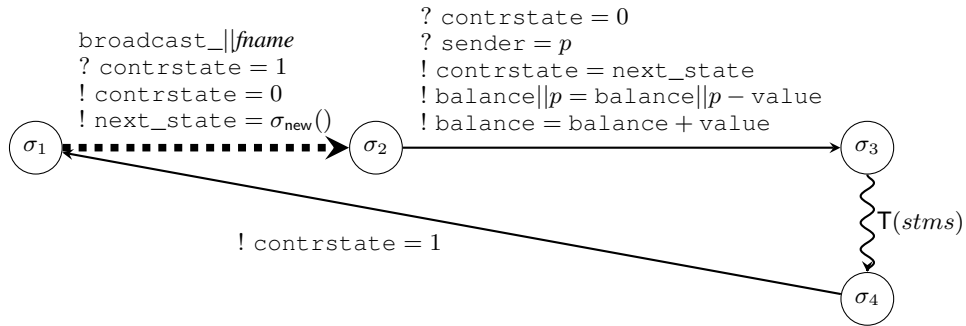 broadcast_||fname
? contrstate = 1
! contrstate = 0
! next_state = σnew()
? contrstate = 0
? sender = p
! contrstate = next_state
! balance||p = balance||p − value
! balance = balance + value
σ1
σ2
σ3
T(stms)
! contrstate = 1
σ4